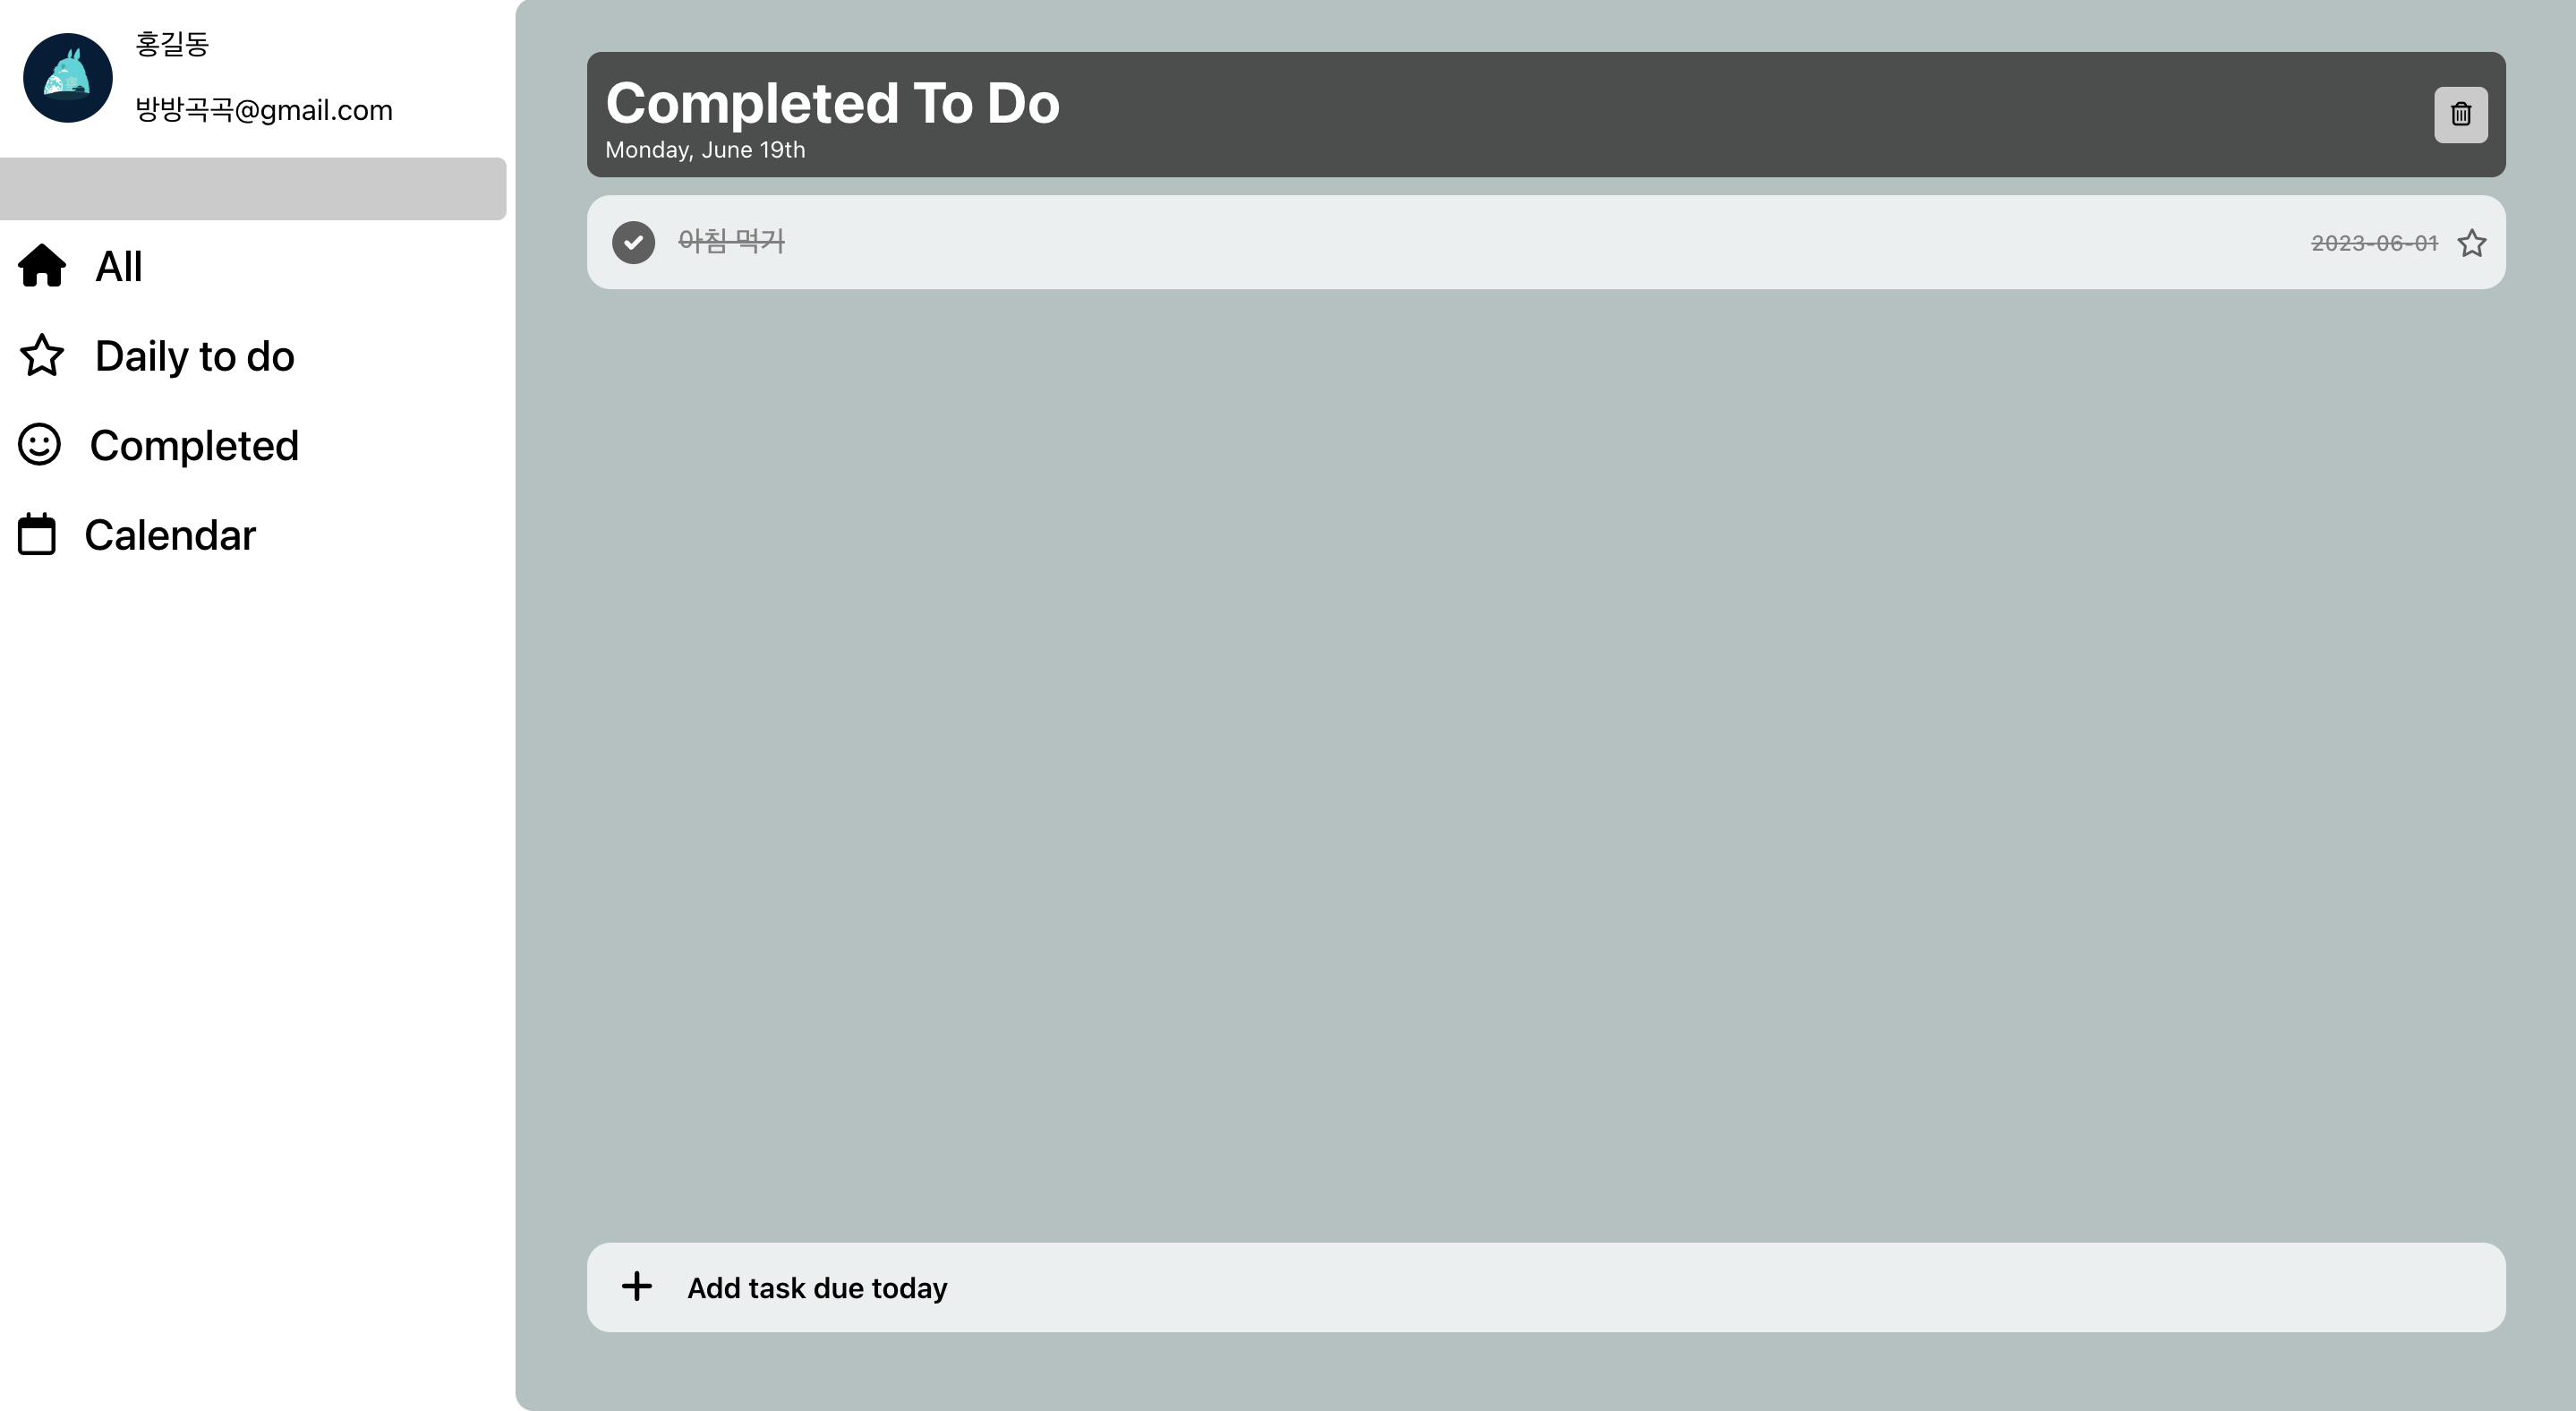 홍길동
방방곡곡@gmail.com
All
Daily to do
Completed
Calendar
Completed To Do
Monday, June 19th
아침 먹기
2023-06-01
Add task due today